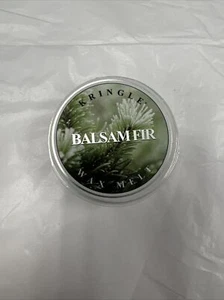 KRINGLE
BALSAM FIR
WAX MELT